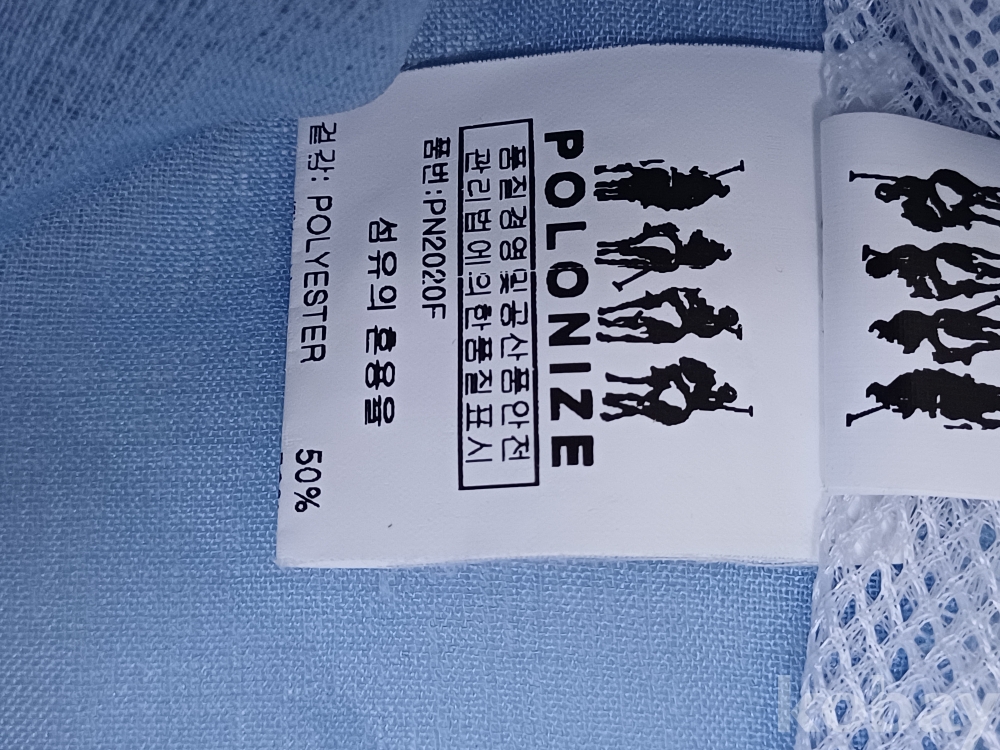 POLONIZE
품질경영및공산품안전
관리법에의한품질표시
품번:PN2020F
섬유의 혼용율
겉감: POLYESTER 50%